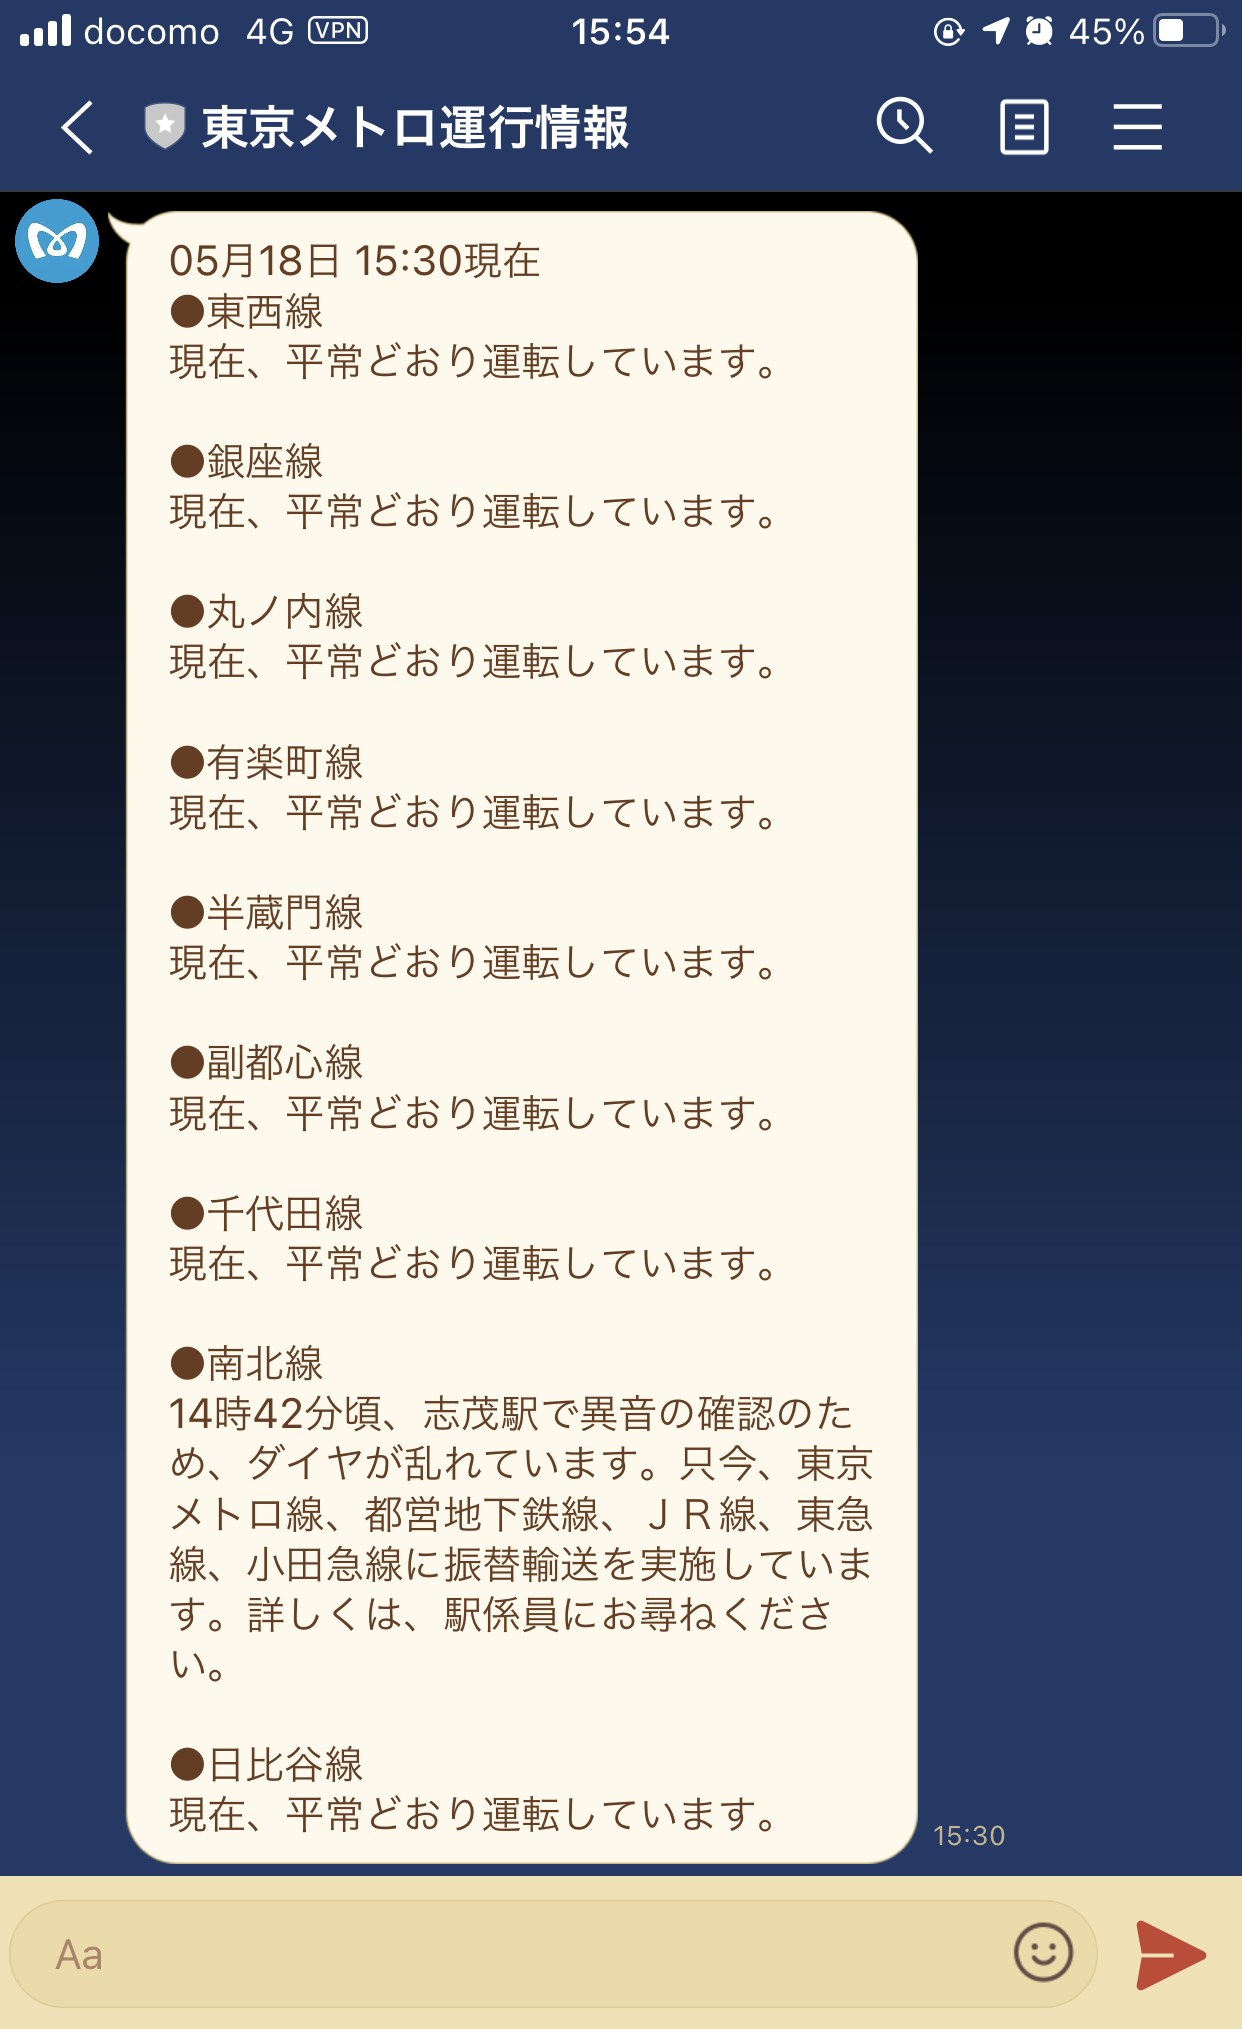 docomo 4G VPN 15:54 45%
東京メトロ運行情報
05月18日 15:30現在
●東西線
現在、平常どおり運転しています。
●銀座線
現在、平常どおり運転しています。
●丸ノ内線
現在、平常どおり運転しています。
●有楽町線
現在、平常どおり運転しています。
●半蔵門線
現在、平常どおり運転しています。
●副都心線
現在、平常どおり運転しています。
●千代田線
現在、平常どおり運転しています。
●南北線
14時42分頃、志茂駅で異音の確認のた
め、ダイヤが乱れています。只今、東京
メトロ線、都営地下鉄線、ＪＲ線、東急
線、小田急線に振替輸送を実施していま
す。詳しくは、駅係員にお尋ねくださ
い。
●日比谷線
現在、平常どおり運転しています。
15:30
Aa